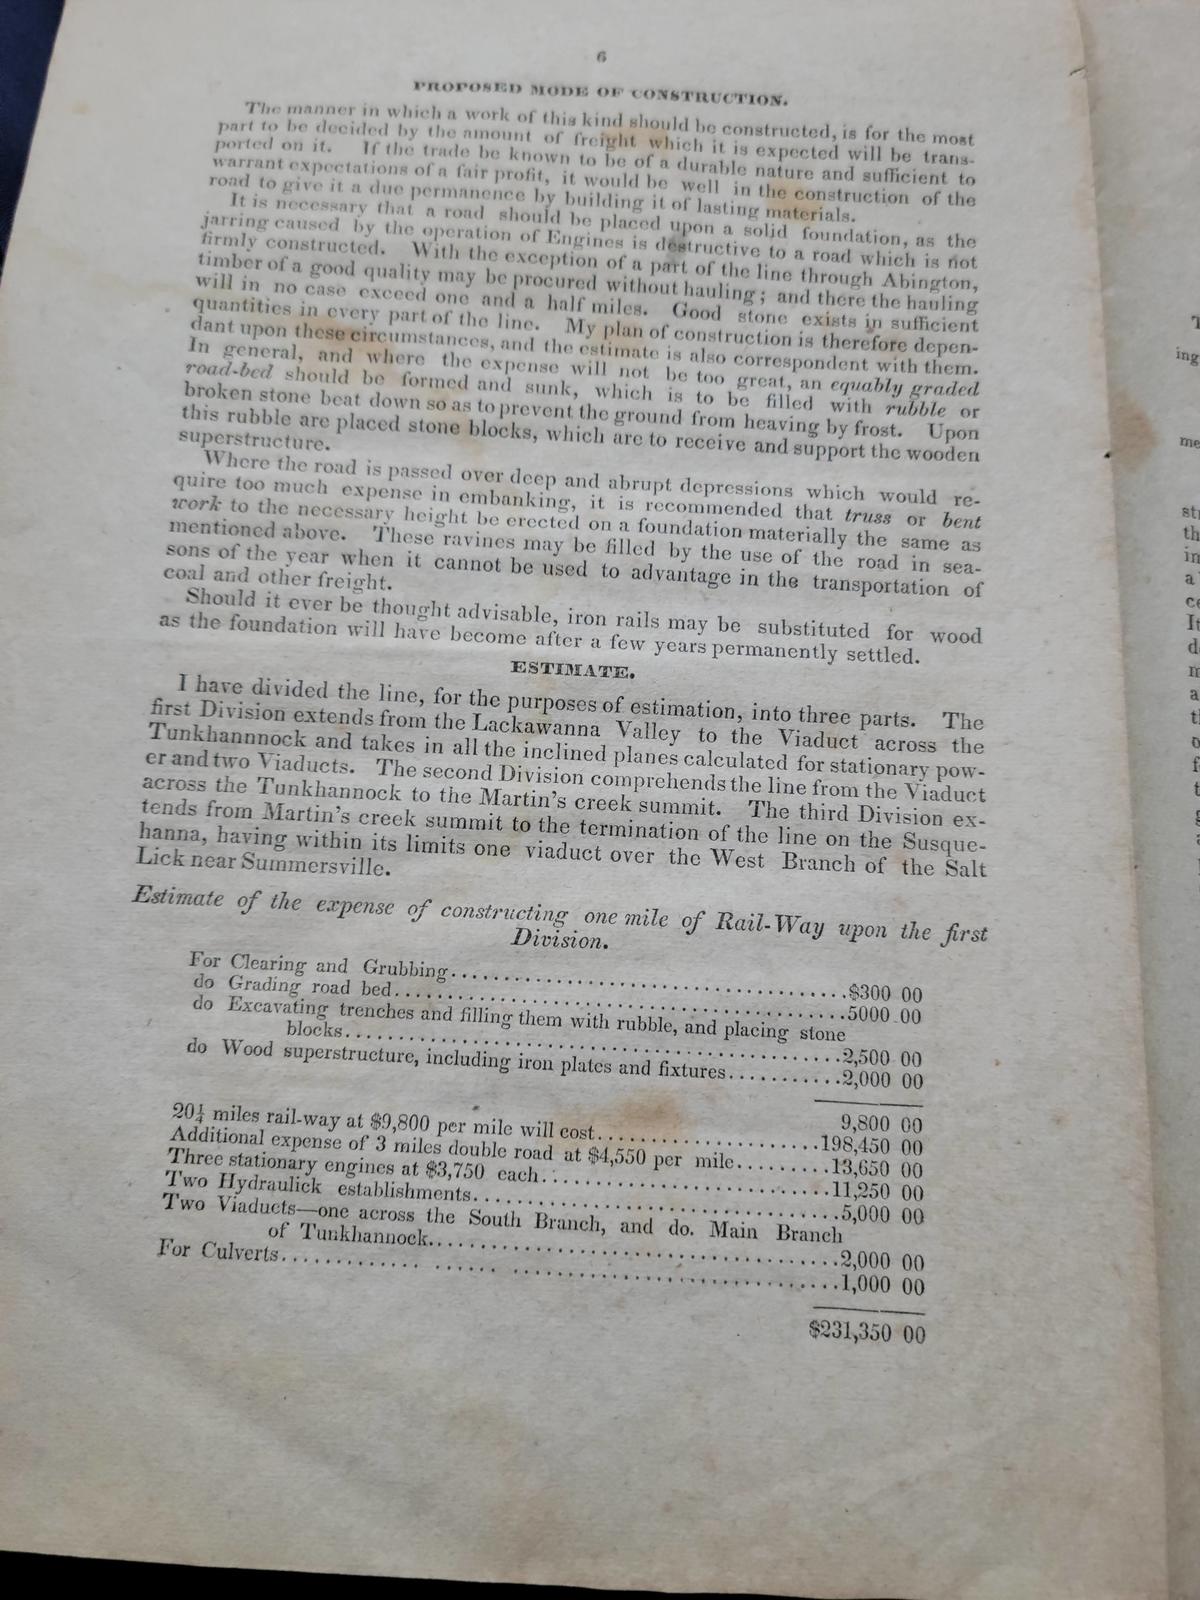 6
PROPOSED MODE OF CONSTRUCTION.
The manner in which a work of this kind should be constructed, is for the most
part to be decided by the amount of freight which it is expected will be trans-
ported on it. If the trade be known to be of a durable nature and sufficient to
warrant expectations of a fair profit, it would be well in the construction of the
road to give it a due permanence by building it of lasting materials.
It is necessary that a road should be placed upon a solid foundation, as the
jarring caused by the operation of Engines is destructive to a road which is not
firmly constructed. With the exception of a part of the line through Abington,
timber of a good quality may be procured without hauling; and there the hauling
will in no case exceed one and a half miles. Good stone exists in sufficient
quantities in every part of the line. My plan of construction is therefore depen-
dant upon these circumstances, and the estimate is also correspondent with them.
In general, and where the expense will not be too great, an equably graded
road-bed should be formed and sunk, which is to be filled with rubble or
broken stone beat down so as to prevent the ground from heaving by frost. Upon
this rubble are placed stone blocks, which are to receive and support the wooden
superstructure.
Where the road is passed over deep and abrupt depressions which would re-
quire too much expense in embanking, it is recommended that truss or bent
work to the necessary height be erected on a foundation materially the same as
mentioned above. These ravines may be filled by the use of the road in sea-
sons of the year when it cannot be used to advantage in the transportation of
coal and other freight.
Should it ever be thought advisable, iron rails may be substituted for wood
as the foundation will have become after a few years permanently settled.
ESTIMATE.
I have divided the line, for the purposes of estimation, into three parts. The
first Division extends from the Lackawanna Valley to the Viaduct across the
Tunkhannnock and takes in all the inclined planes calculated for stationary pow-
er and two Viaducts. The second Division comprehends the line from the Viaduct
across the Tunkhannock to the Martin's creek summit. The third Division ex-
tends from Martin's creek summit to the termination of the line on the Susque-
hanna, having within its limits one viaduct over the West Branch of the Salt
Lick near Summersville.
Estimate of the expense of constructing one mile of Rail-Way upon the first
Division.
For Clearing and Grubbing........................................$300 00
do Grading road bed.............................................5000 00
do Excavating trenches and filling them with rubble, and placing stone
blocks..................................................2,500 00
do Wood superstructure, including iron plates and fixtures...........2,000 00
9,800 00
20¼ miles rail-way at $9,800 per mile will cost......................198,450 00
Additional expense of 3 miles double road at $4,550 per mile.........13,650 00
Three stationary engines at $3,750 each.............................11,250 00
Two Hydraulick establishments.....................................5,000 00
Two Viaducts—one across the South Branch, and do. Main Branch
of Tunkhannock..........................................2,000 00
For Culverts............ ...... .................................1,000 00
$231,350 00
ing